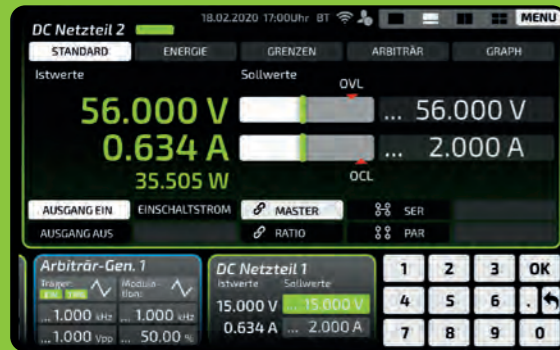 18.02.2020 17:00Uhr BT
MENU
DC Netzteil 2
STANDARD ENERGIE GRENZEN ARBITRÄR GRAPH
Istwerte Sollwerte
OVL
56.000 V ... 56.000 V
0.634 A ... 2.000 A
35.505 W OCL
AUSGANG EIN EINSCHALTSTROM MASTER SER
AUSGANG AUS RATIO PAR
Arbiträr-Gen. 1
Träger: Modula-
EIN tion:
... 1.000 kHz ... 1.000 kHz
... 1.000 Vpp ... 50.00 %
DC Netzteil 1
Istwerte Sollwerte
15.000 V ... 15.000 V
0.634 A ... 2.000 A
1 2 3 OK
4 5 6 .
7 8 9 0